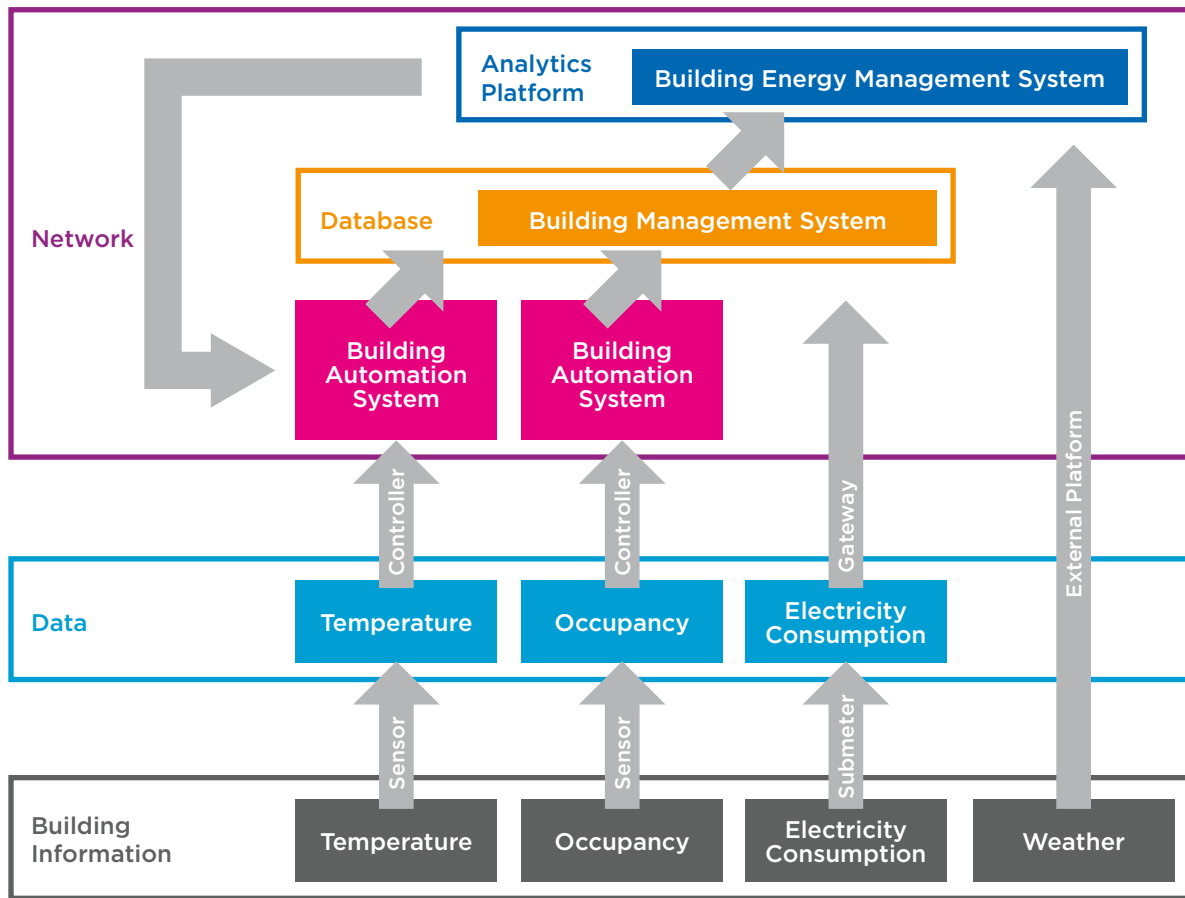 Analytics
Platform
Building Energy Management System
Database
Building Management System
Network
Building
Automation
System
Building
Automation
System
Controller
Controller
Gateway
External Platform
Data
Temperature
Occupancy
Electricity
Consumption
Sensor
Sensor
Submeter
Building
Information
Temperature
Occupancy
Electricity
Consumption
Weather